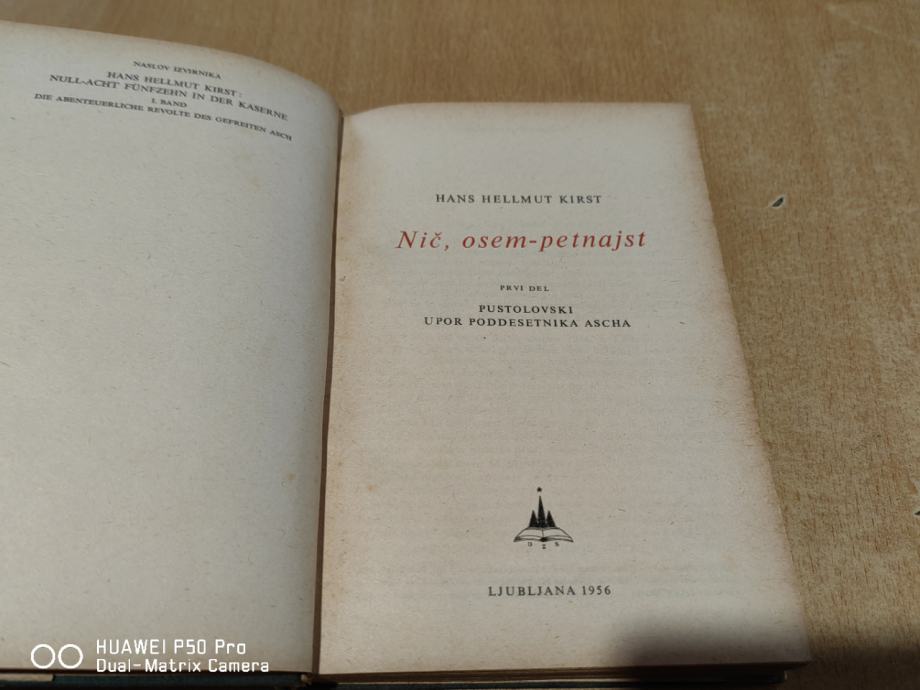 NASLOV IZVIRNIKA
HANS HELLMUT KIRST:
NULL-ACHT FÜNFZEHN IN DER KASERNE
I. BAND
DIE ABENTEUERLICHE REVOLTE DES GEFREITEN ASCH
HANS HELLMUT KIRST
Nič, osem-petnajst
PRVI DEL
PUSTOLOVSKI
UPOR PODDESETNIKA ASCHA
DZS
LJUBLJANA 1956
HUAWEI P50 Pro
Dual-Matrix Camera